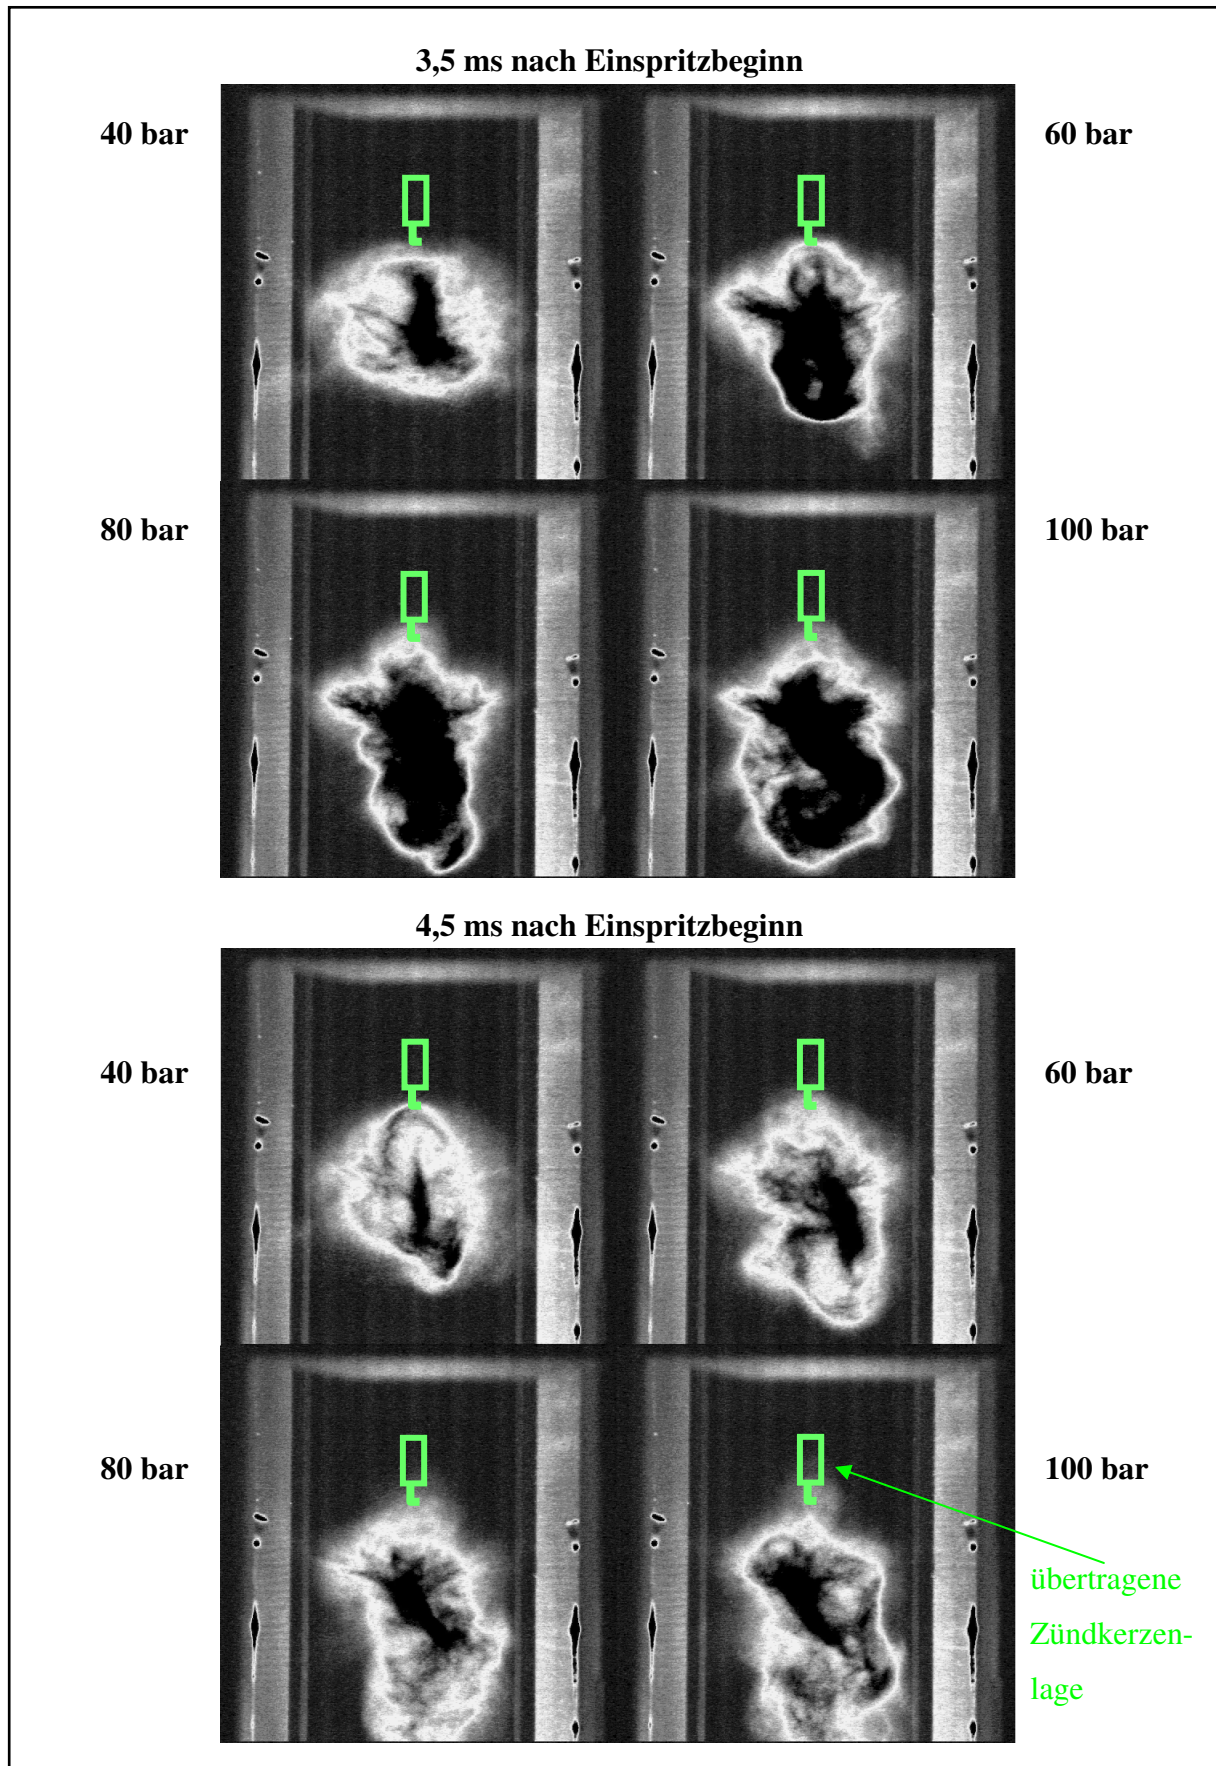 3,5 ms nach Einspritzbeginn
40 bar
60 bar
80 bar
100 bar
4,5 ms nach Einspritzbeginn
40 bar
60 bar
80 bar
100 bar
übertragene
Zündkerzen-
lage